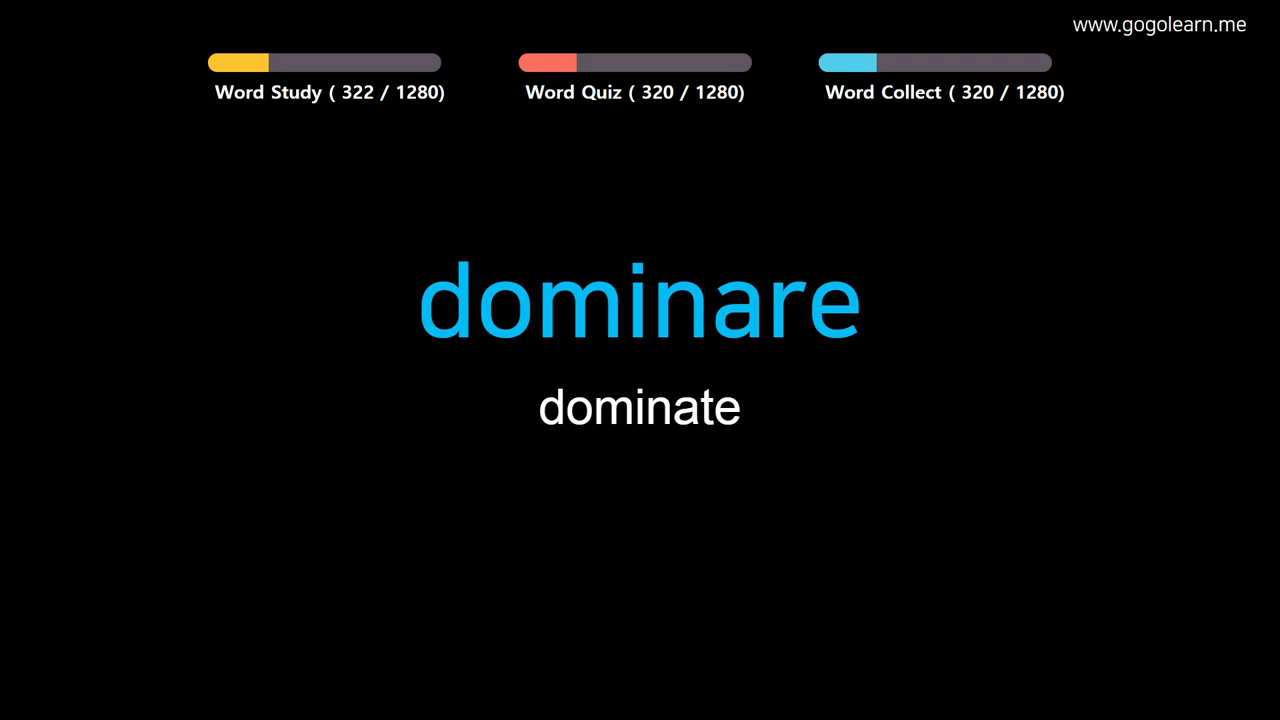 www.gogolearn.me
Word Study ( 322 / 1280)
Word Quiz ( 320 / 1280)
Word Collect ( 320 / 1280)
dominare
dominate